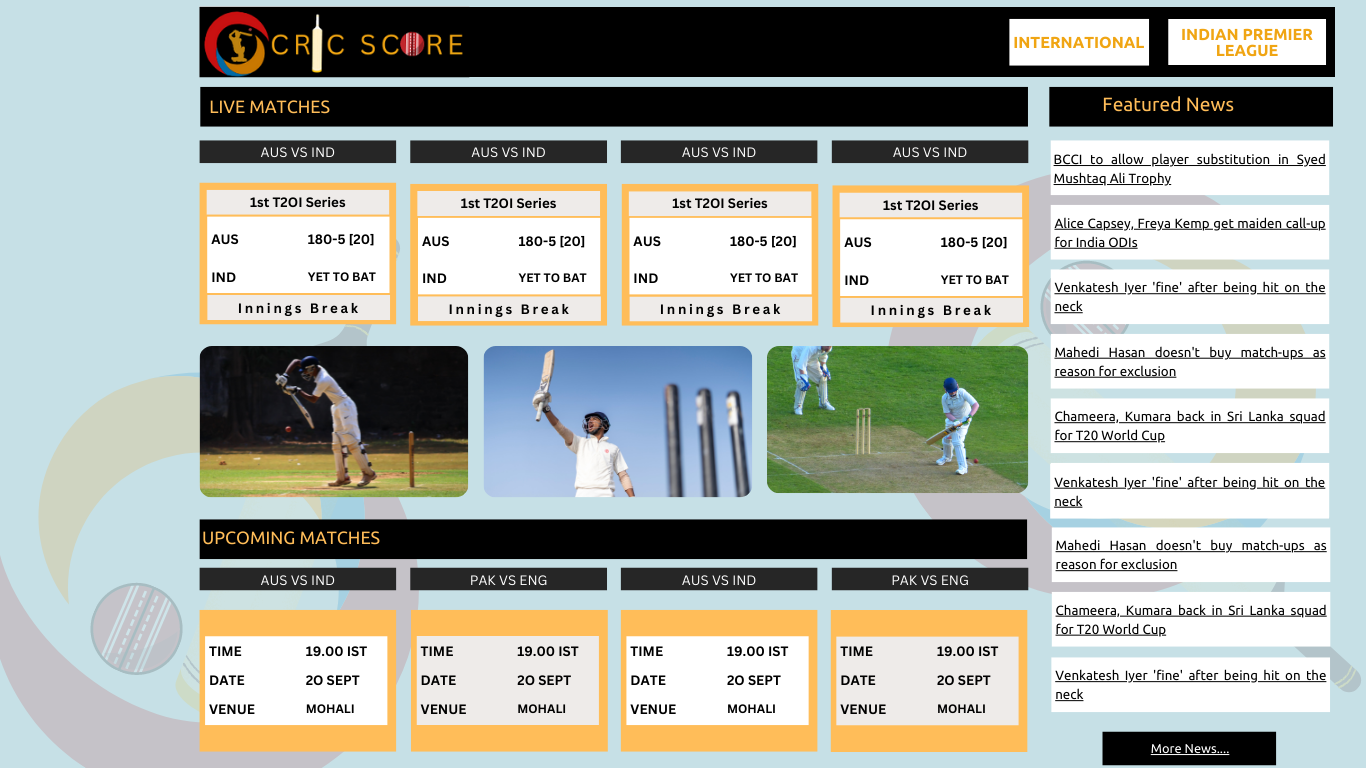 CRIC SCORE
INTERNATIONAL
INDIAN PREMIER
LEAGUE
LIVE MATCHES
AUS VS IND
AUS VS IND
AUS VS IND
AUS VS IND
1st T2OI Series
AUS 180-5 [20]
IND YET TO BAT
Innings Break
1st T2OI Series
AUS 180-5 [20]
IND YET TO BAT
Innings Break
1st T2OI Series
AUS 180-5 [20]
IND YET TO BAT
Innings Break
1st T2OI Series
AUS 180-5 [20]
IND YET TO BAT
Innings Break
UPCOMING MATCHES
AUS VS IND
PAK VS ENG
AUS VS IND
PAK VS ENG
TIME 19.00 IST
DATE 2O SEPT
VENUE MOHALI
TIME 19.00 IST
DATE 2O SEPT
VENUE MOHALI
TIME 19.00 IST
DATE 2O SEPT
VENUE MOHALI
TIME 19.00 IST
DATE 2O SEPT
VENUE MOHALI
Featured News
BCCI to allow player substitution in Syed
Mushtaq Ali Trophy
Alice Capsey, Freya Kemp get maiden call-up
for India ODIs
Venkatesh Iyer 'fine' after being hit on the
neck
Mahedi Hasan doesn't buy match-ups as
reason for exclusion
Chameera, Kumara back in Sri Lanka squad
for T20 World Cup
Venkatesh Iyer 'fine' after being hit on the
neck
Mahedi Hasan doesn't buy match-ups as
reason for exclusion
Chameera, Kumara back in Sri Lanka squad
for T20 World Cup
Venkatesh Iyer 'fine' after being hit on the
neck
More News....